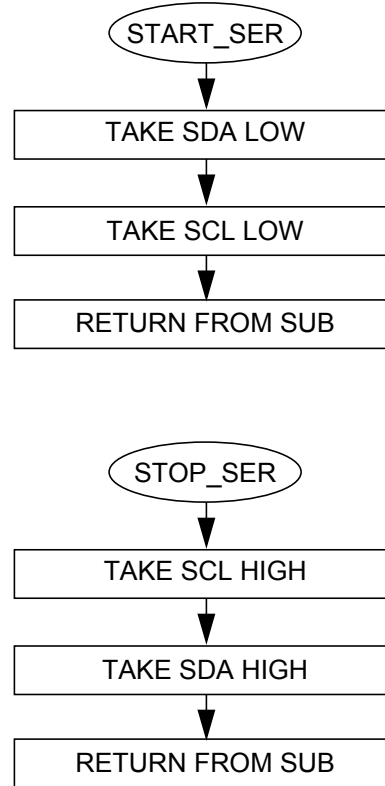 START_SER
TAKE SDA LOW
TAKE SCL LOW
RETURN FROM SUB
STOP_SER
TAKE SCL HIGH
TAKE SDA HIGH
RETURN FROM SUB